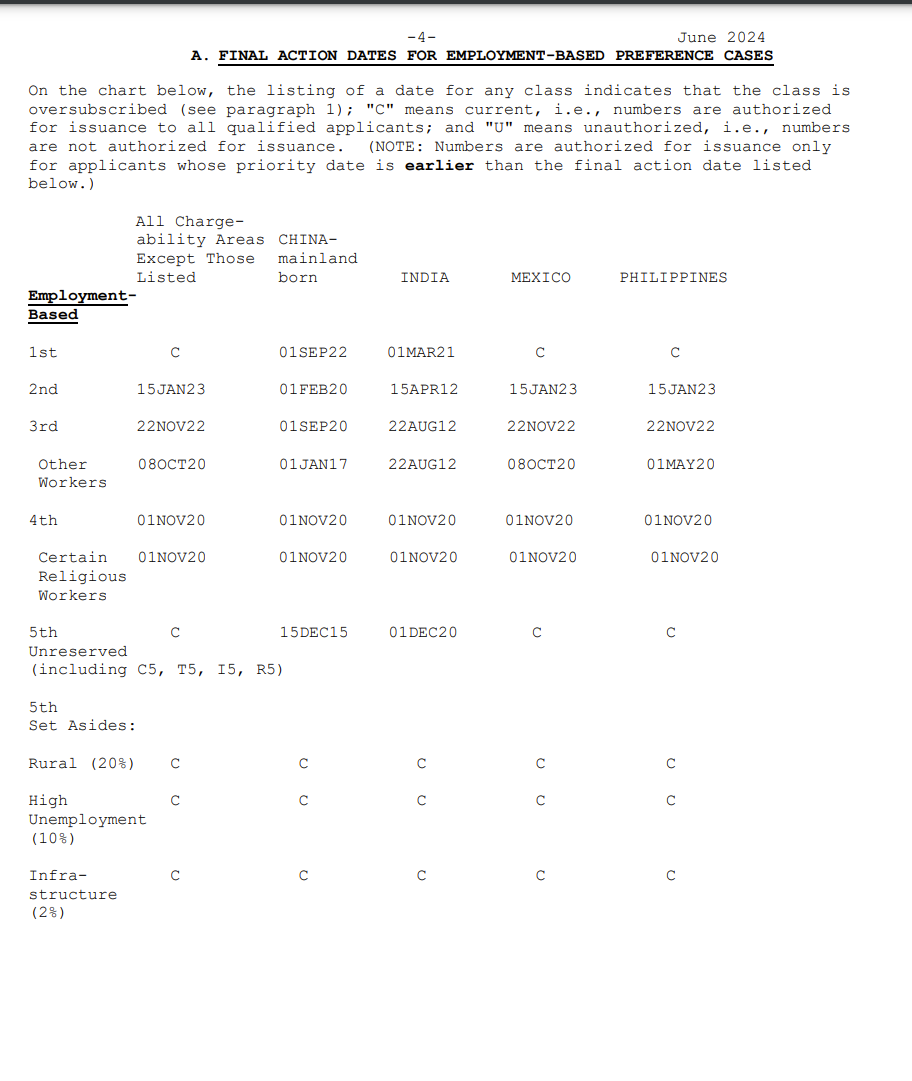 -4- June 2024
A. FINAL ACTION DATES FOR EMPLOYMENT-BASED PREFERENCE CASES
On the chart below, the listing of a date for any class indicates that the class is
oversubscribed (see paragraph 1); "C" means current, i.e., numbers are authorized
for issuance to all qualified applicants; and "U" means unauthorized, i.e., numbers
are not authorized for issuance. (NOTE: Numbers are authorized for issuance only
for applicants whose priority date is earlier than the final action date listed
below.)
All Charge-
ability Areas CHINA-
Except Those mainland
Listed born INDIA MEXICO PHILIPPINES
Employment-
Based
1st C 01SEP22 01MAR21 C C
2nd 15JAN23 01FEB20 15APR12 15JAN23 15JAN23
3rd 22NOV22 01SEP20 22AUG12 22NOV22 22NOV22
Other 08OCT20 01JAN17 22AUG12 08OCT20 01MAY20
Workers
4th 01NOV20 01NOV20 01NOV20 01NOV20 01NOV20
Certain 01NOV20 01NOV20 01NOV20 01NOV20 01NOV20
Religious
Workers
5th C 15DEC15 01DEC20 C C
Unreserved
(including C5, T5, I5, R5)
5th
Set Asides:
Rural (20%) C C C C C
High C C C C C
Unemployment
(10%)
Infra- C C C C C
structure
(2%)